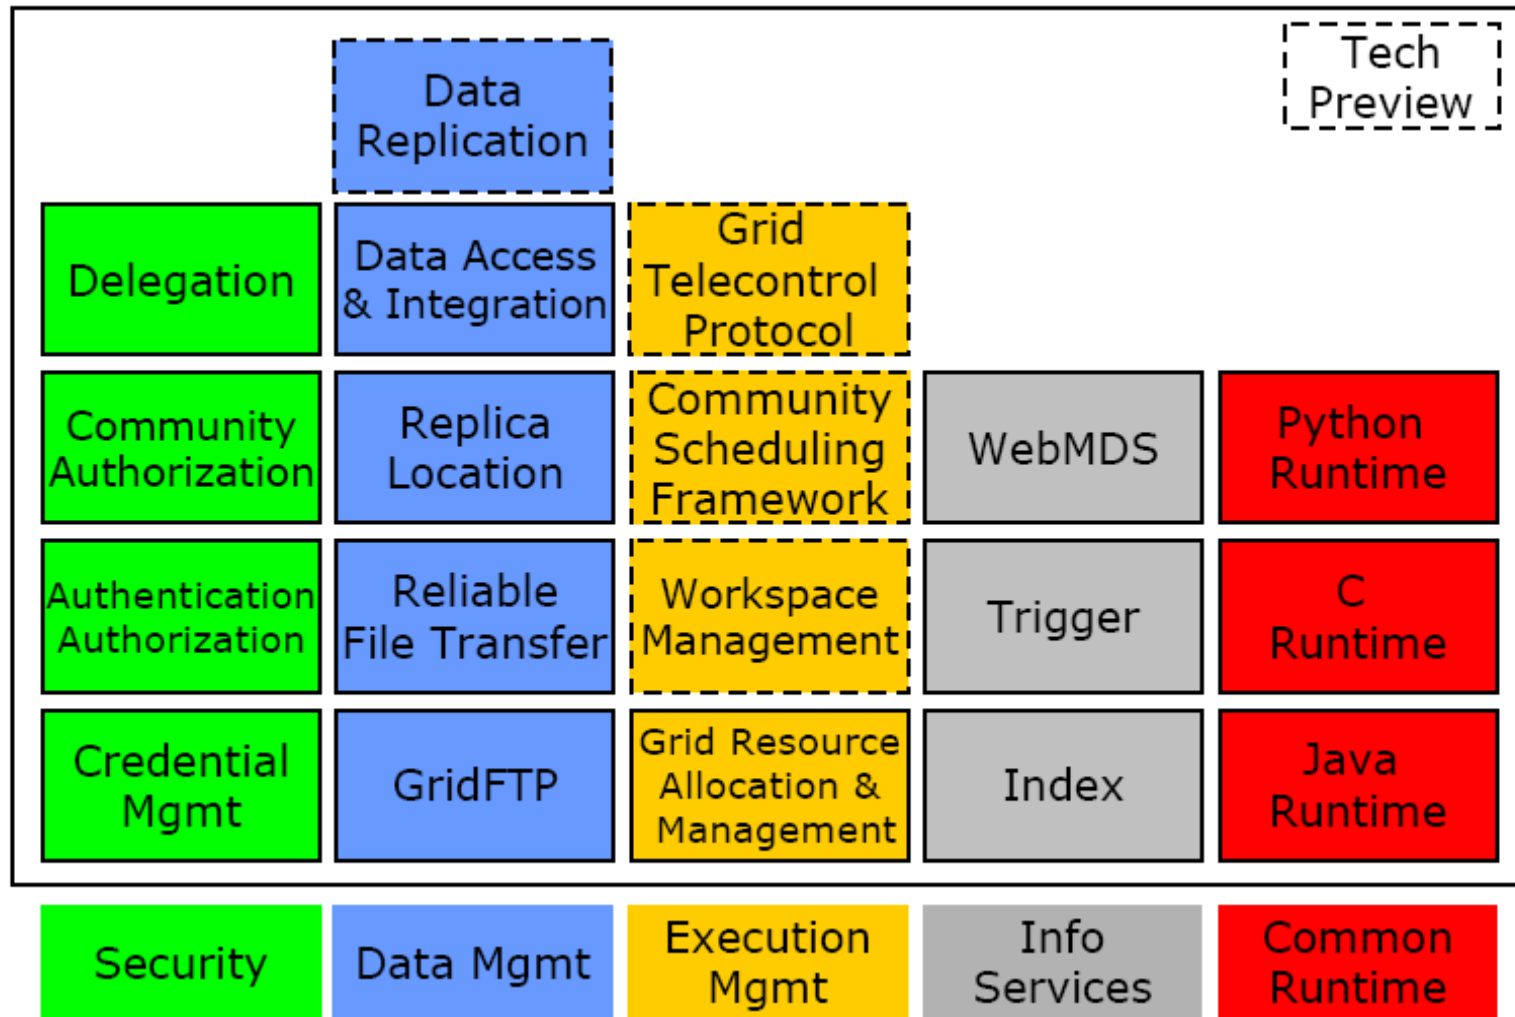 Tech
Preview
Data
Replication
Delegation
Data Access
& Integration
Grid
Telecontrol
Protocol
Community
Authorization
Replica
Location
Community
Scheduling
Framework
WebMDS
Python
Runtime
Authentication
Authorization
Reliable
File Transfer
Workspace
Management
Trigger
C
Runtime
Credential
Mgmt
GridFTP
Grid Resource
Allocation &
Management
Index
Java
Runtime
Security
Data Mgmt
Execution
Mgmt
Info
Services
Common
Runtime